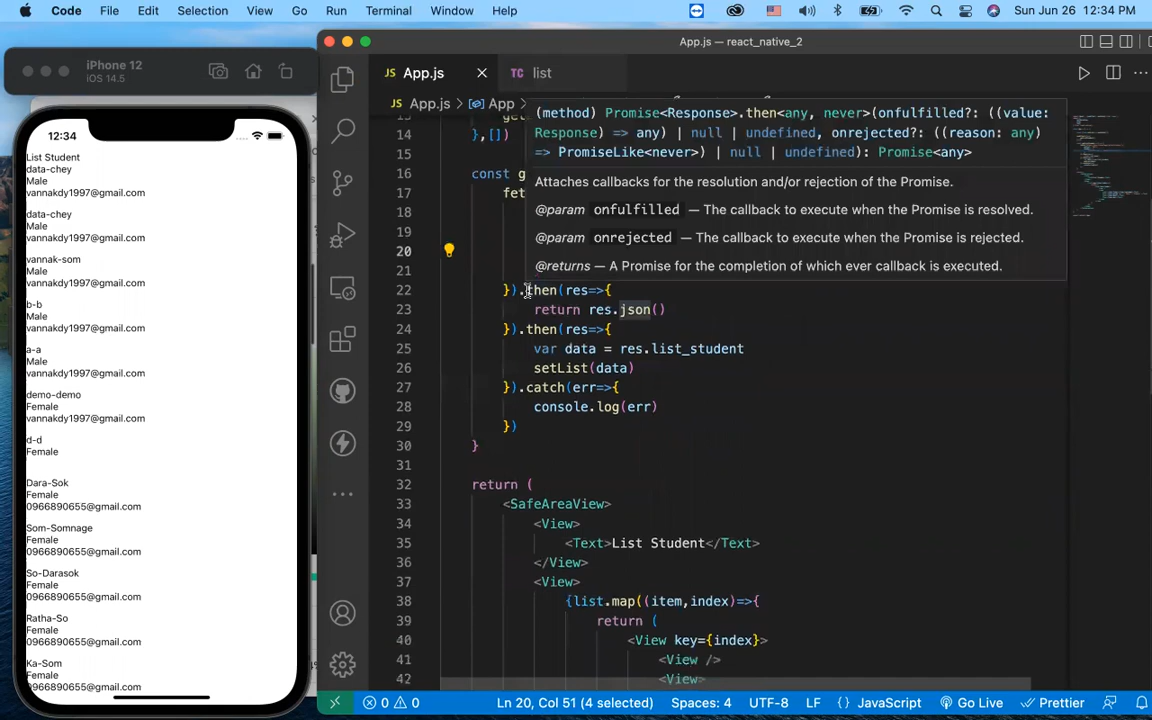 Code File Edit Selection View Go Run Terminal Window Help Sun Jun 26 12:34 PM
iPhone 12
iOS 14.5
12:34
List Student
data-chey
Male
vannakdy1997@gmail.com
data-chey
Male
vannakdy1997@gmail.com
vannak-som
Male
vannakdy1997@gmail.com
b-b
Male
vannakdy1997@gmail.com
a-a
Male
vannakdy1997@gmail.com
demo-demo
Female
vannakdy1997@gmail.com
d-d
Female
Dara-Sok
Female
0966890655@gmail.com
Som-Somnage
Female
0966890655@gmail.com
So-Darasok
Female
0966890655@gmail.com
Ratha-So
Female
0966890655@gmail.com
Ka-Som
Female
0966890655@gmail.com
App.js — react_native_2
JS App.js TC list
JS App.js > App >
(method) Promise<Response>.then<any, never>(onfulfilled?: ((value:
Response) => any) | null | undefined, onrejected?: ((reason: any)
=> PromiseLike<never>) | null | undefined): Promise<any>
Attaches callbacks for the resolution and/or rejection of the Promise.
@param onfulfilled — The callback to execute when the Promise is resolved.
@param onrejected — The callback to execute when the Promise is rejected.
@returns — A Promise for the completion of which ever callback is executed.
14 },[])
15
16 const g
17 fet
18
19
20
21
22 }).then(res=>{
23 return res.json()
24 }).then(res=>{
25 var data = res.list_student
26 setList(data)
27 }).catch(err=>{
28 console.log(err)
29 })
30 }
31
32 return (
33 <SafeAreaView>
34 <View>
35 <Text>List Student</Text>
36 </View>
37 <View>
38 {list.map((item,index)=>{
39 return (
40 <View key={index}>
41 <View />
42 <View>
0 0 Ln 20, Col 51 (4 selected) Spaces: 4 UTF-8 LF { } JavaScript Go Live Prettier